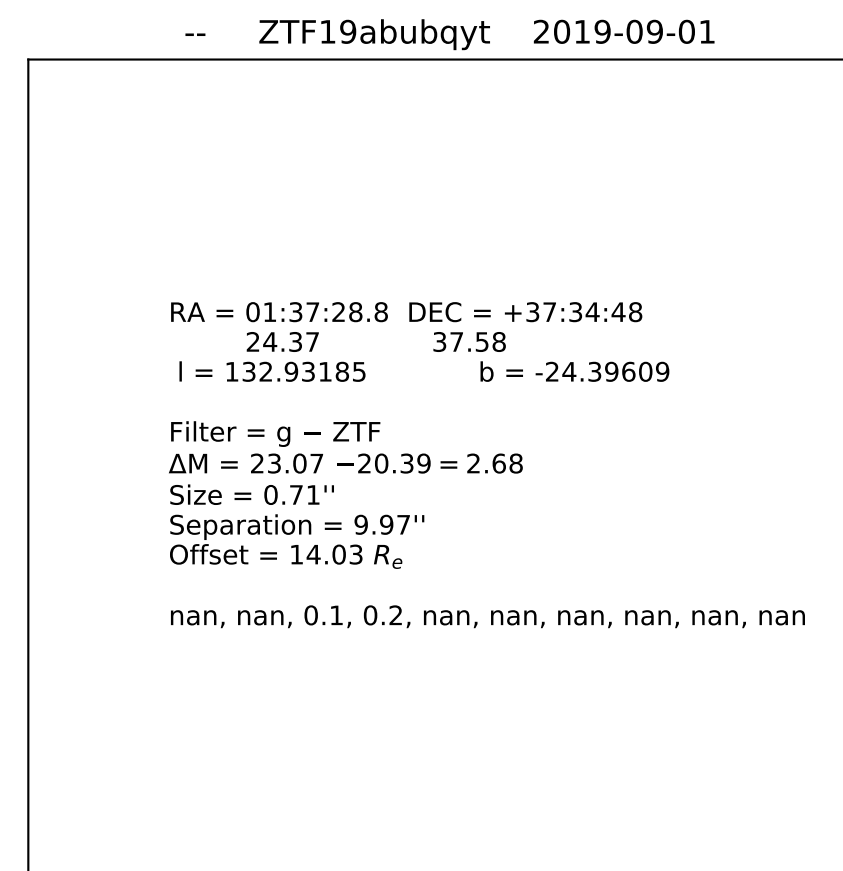 -- ZTF19abubqyt 2019-09-01
RA = 01:37:28.8 DEC = +37:34:48
24.37 37.58
l = 132.93185 b = -24.39609
Filter = g − ZTF
ΔM = 23.07 −20.39 = 2.68
Size = 0.71''
Separation = 9.97''
Offset = 14.03 Rₑ
nan, nan, 0.1, 0.2, nan, nan, nan, nan, nan, nan